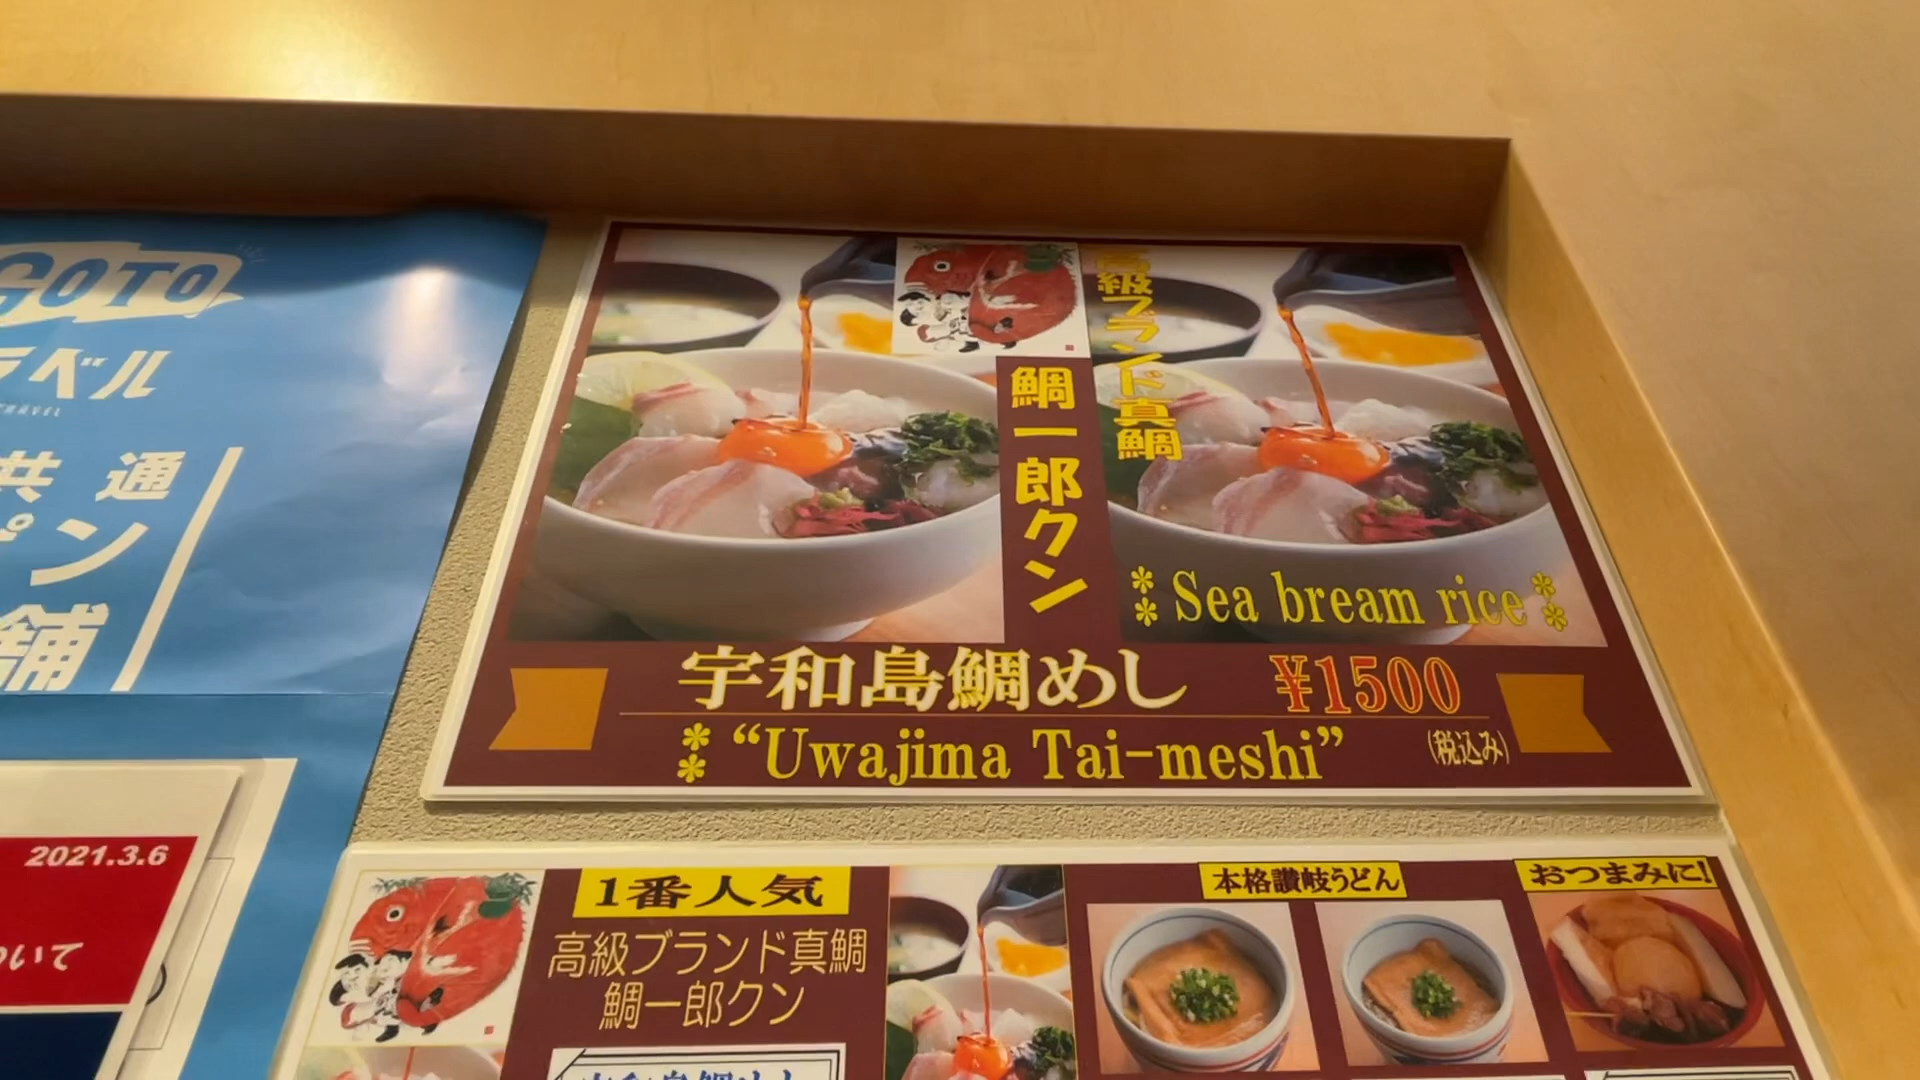 GOTO
ラベル
TRAVEL
共通
ポン
舗
2021.3.6
ついて
高級ブランド真鯛
鯛一郎クン
Sea bream rice
宇和島鯛めし ¥1500
"Uwajima Tai-meshi" (税込み)
1番人気
高級ブランド真鯛
鯛一郎クン
本格讃岐うどん
おつまみに!